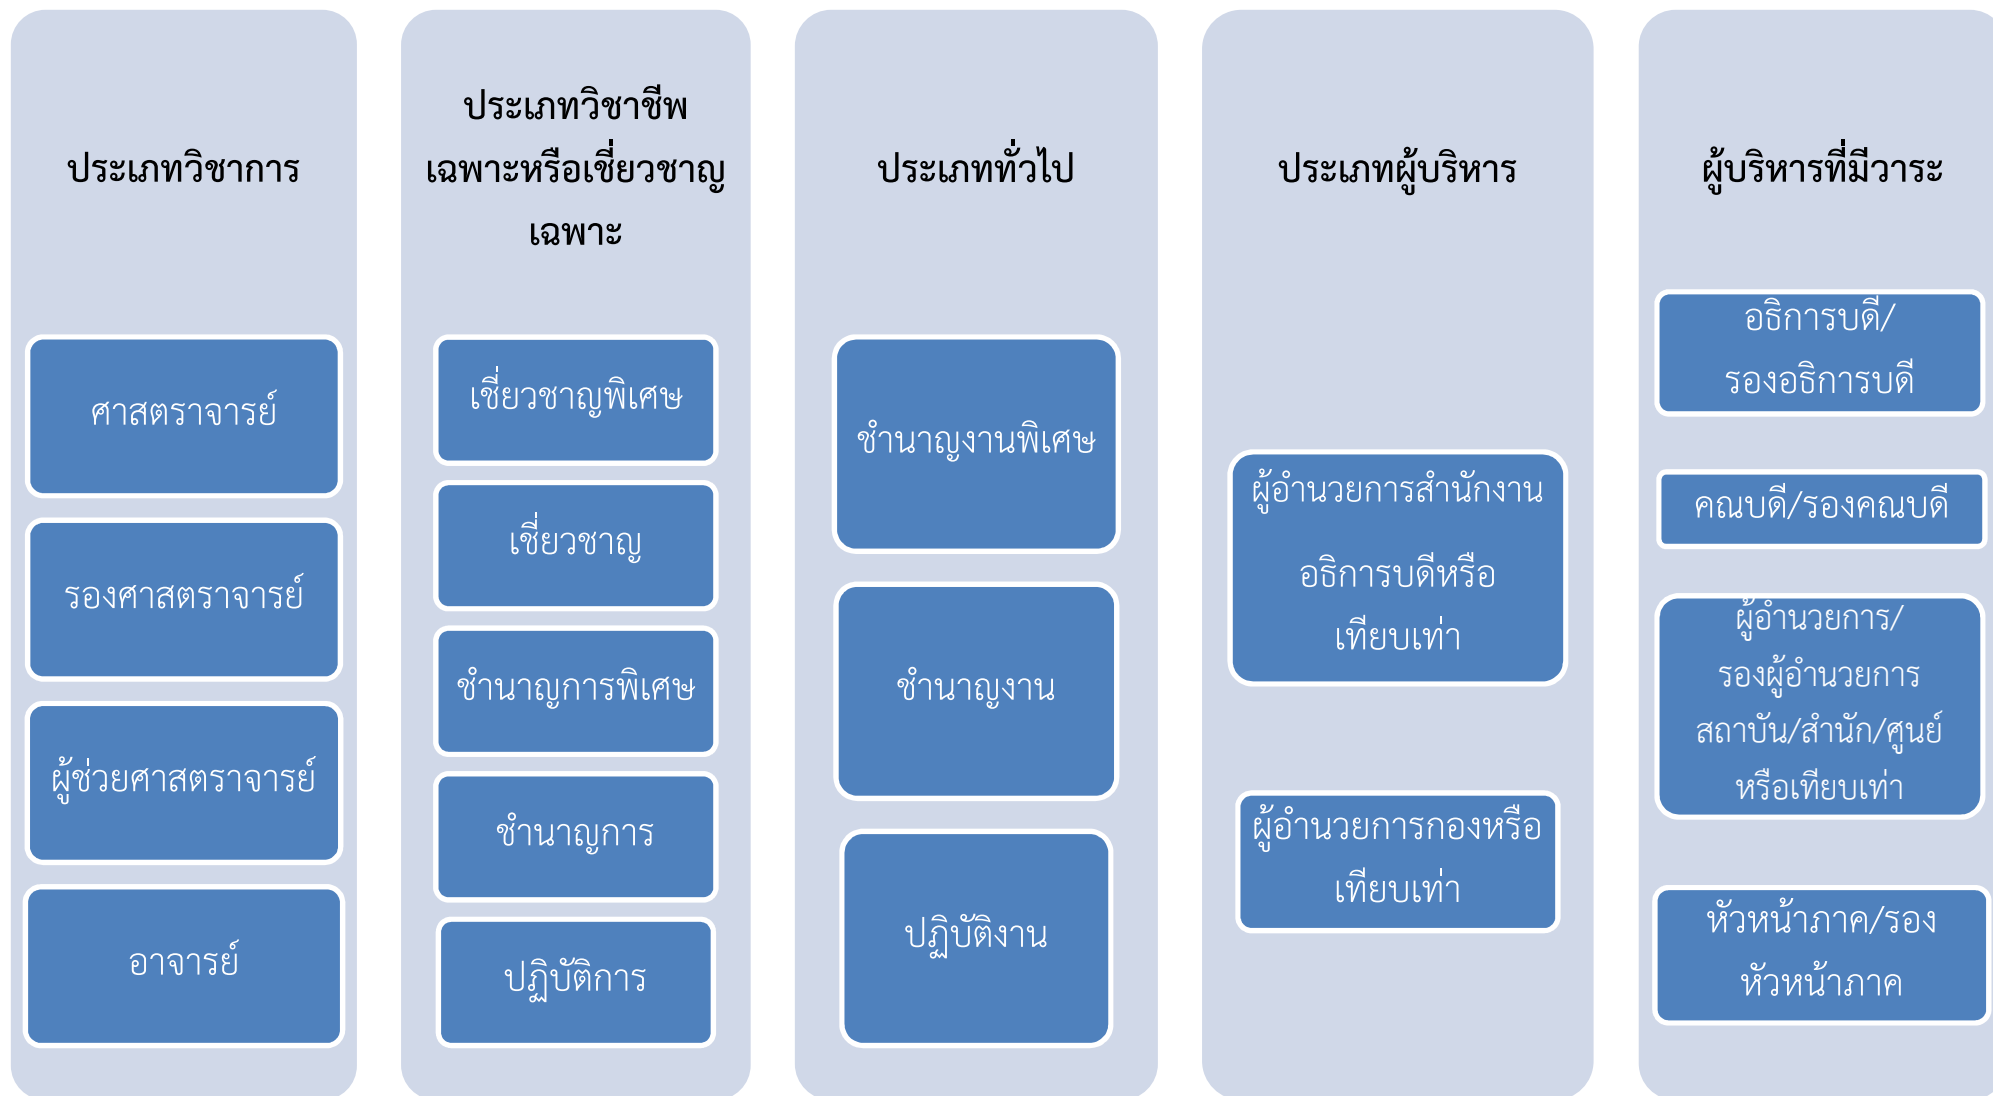 ประเภทวิชาการ
ศาสตราจารย์
รองศาสตราจารย์
ผู้ช่วยศาสตราจารย์
อาจารย์
ประเภทวิชาชีพ
เฉพาะหรือเชี่ยวชาญ
เฉพาะ
เชี่ยวชาญพิเศษ
เชี่ยวชาญ
ชำนาญการพิเศษ
ชำนาญการ
ปฏิบัติการ
ประเภททั่วไป
ชำนาญงานพิเศษ
ชำนาญงาน
ปฏิบัติงาน
ประเภทผู้บริหาร
ผู้อำนวยการสำนักงาน
อธิการบดีหรือ
เทียบเท่า
ผู้อำนวยการกองหรือ
เทียบเท่า
ผู้บริหารที่มีวาระ
อธิการบดี/
รองอธิการบดี
คณบดี/รองคณบดี
ผู้อำนวยการ/
รองผู้อำนวยการ
สถาบัน/สำนัก/ศูนย์
หรือเทียบเท่า
หัวหน้าภาค/รอง
หัวหน้าภาค